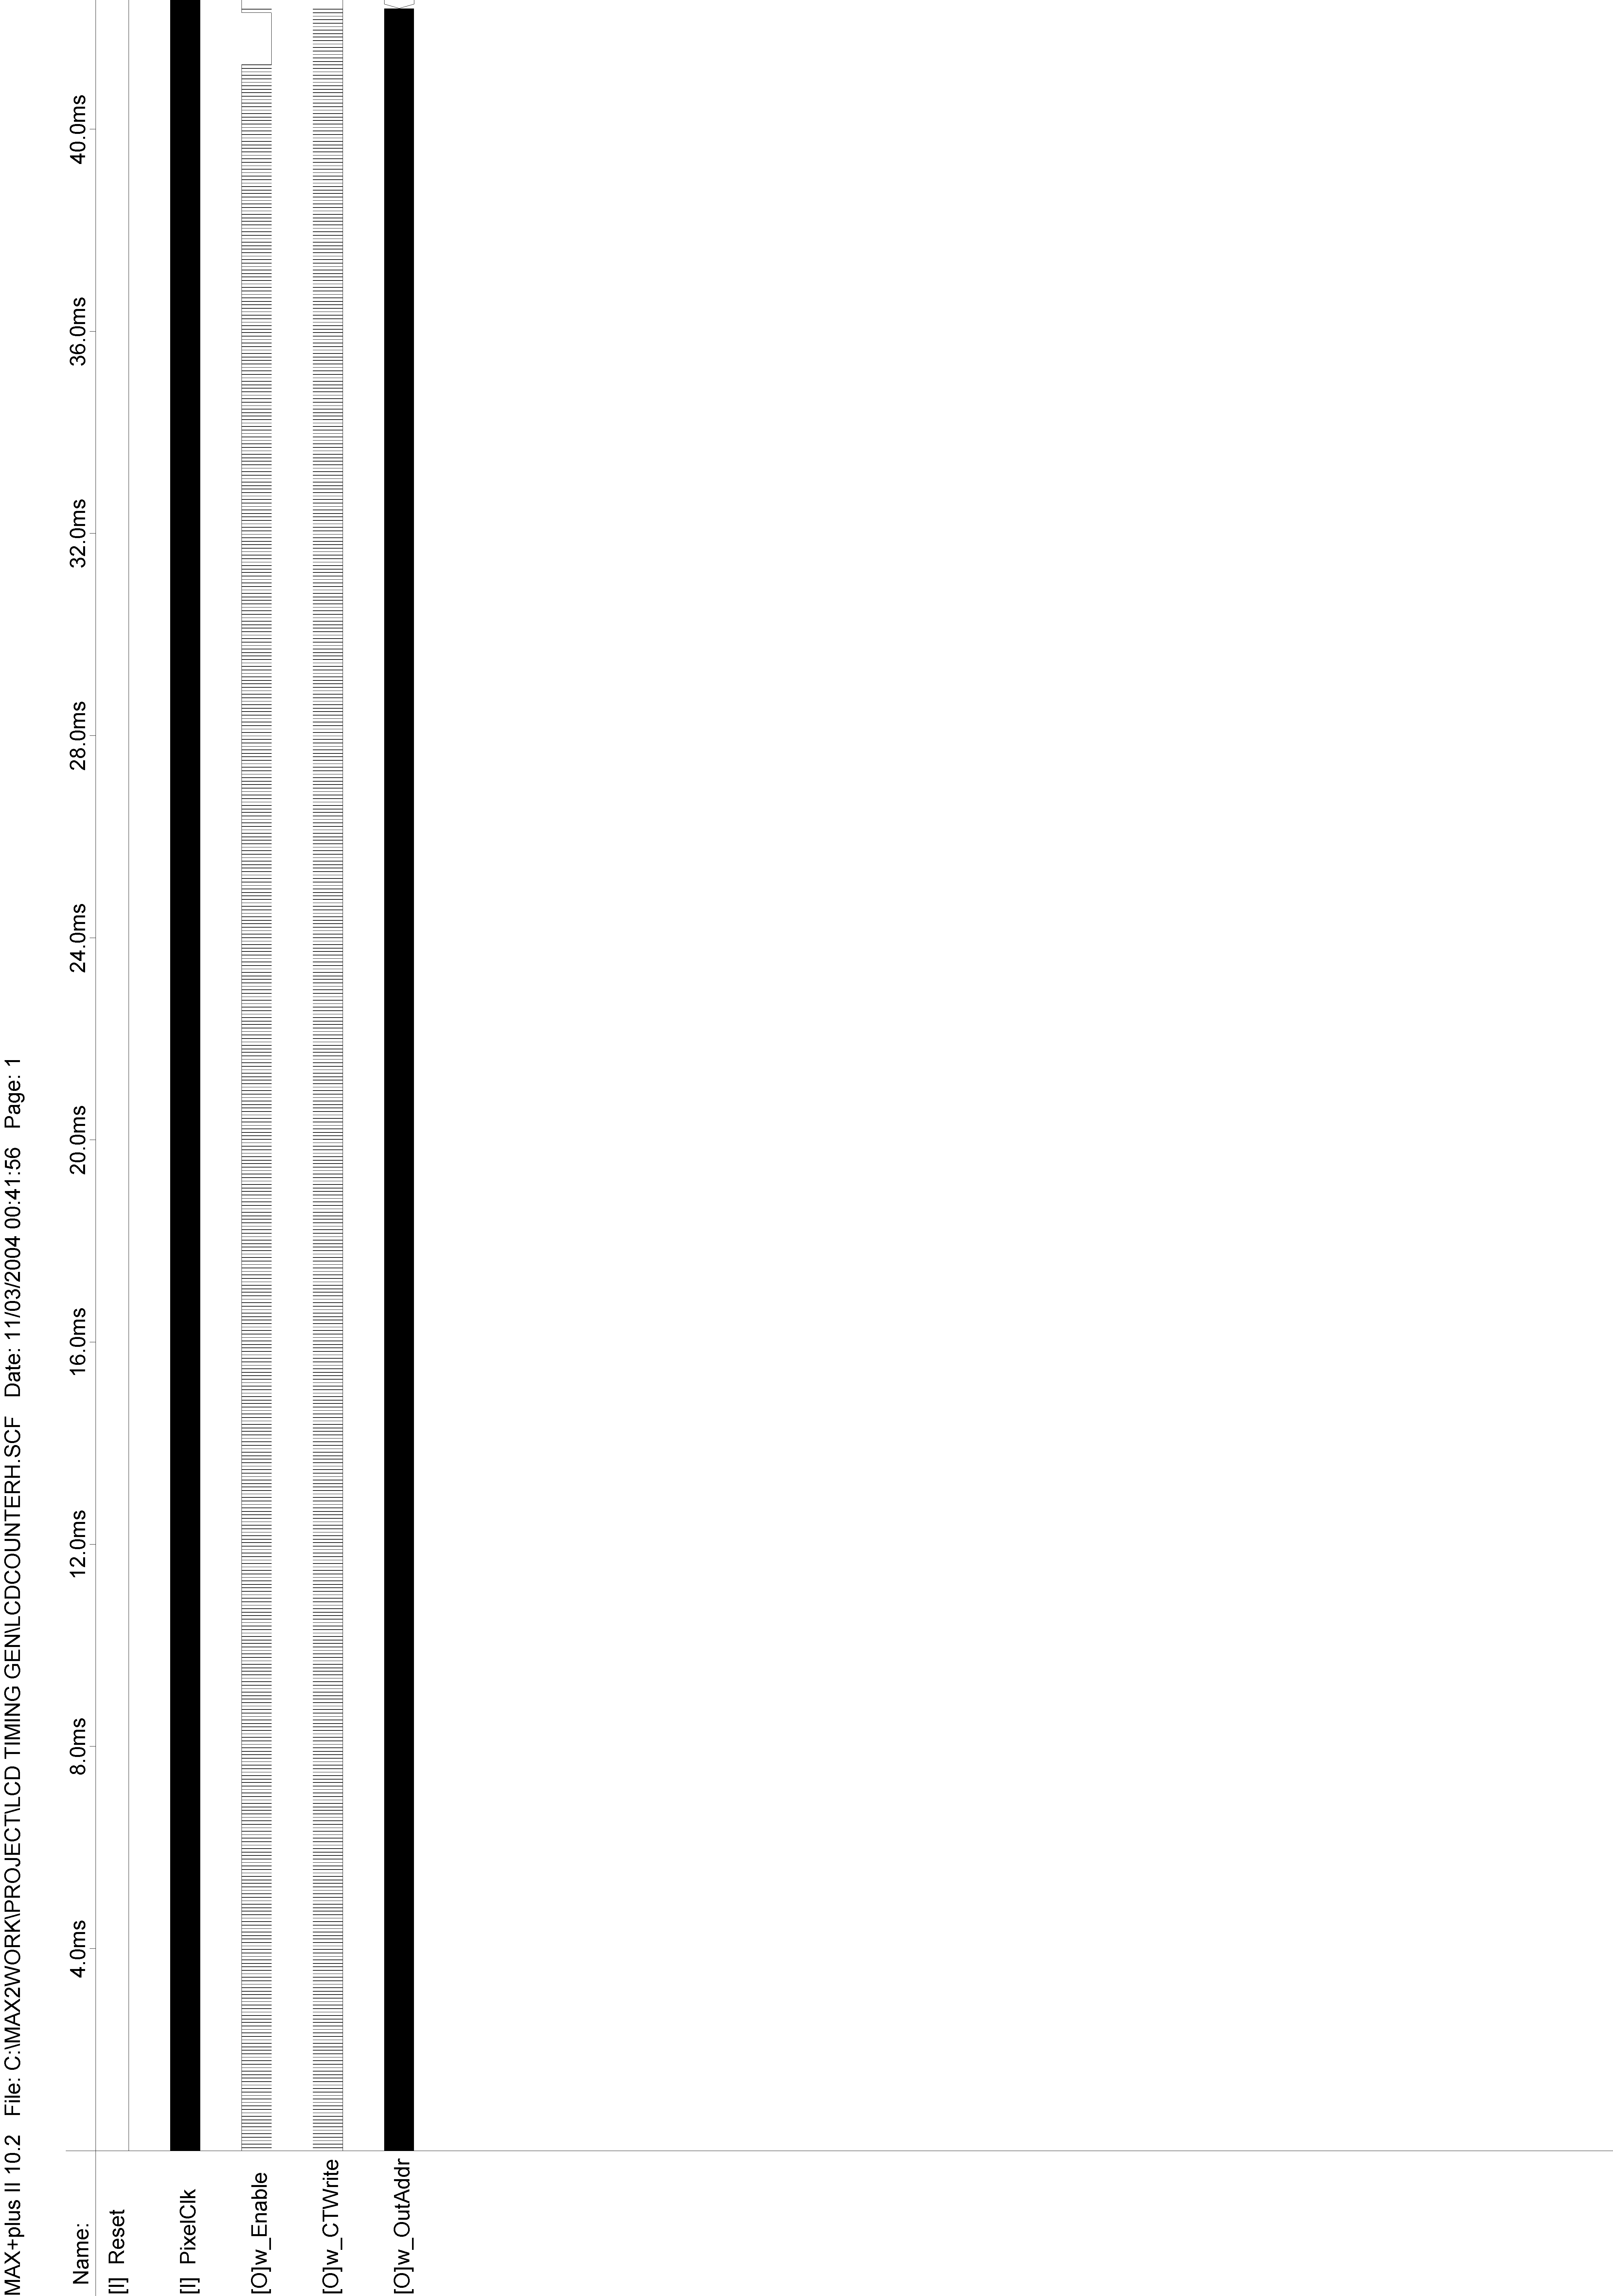 MAX+plus II 10.2 File: C:\MAX2WORK\PROJECT\LCD TIMING GEN\LCDCOUNTERH.SCF Date: 11/03/2004 00:41:56 Page: 1
Name: 4.0ms 8.0ms 12.0ms 16.0ms 20.0ms 24.0ms 28.0ms 32.0ms 36.0ms 40.0ms
[I] Reset
[I] PixelClk
[O]w_Enable
[O]w_CTWrite
[O]w_OutAddr